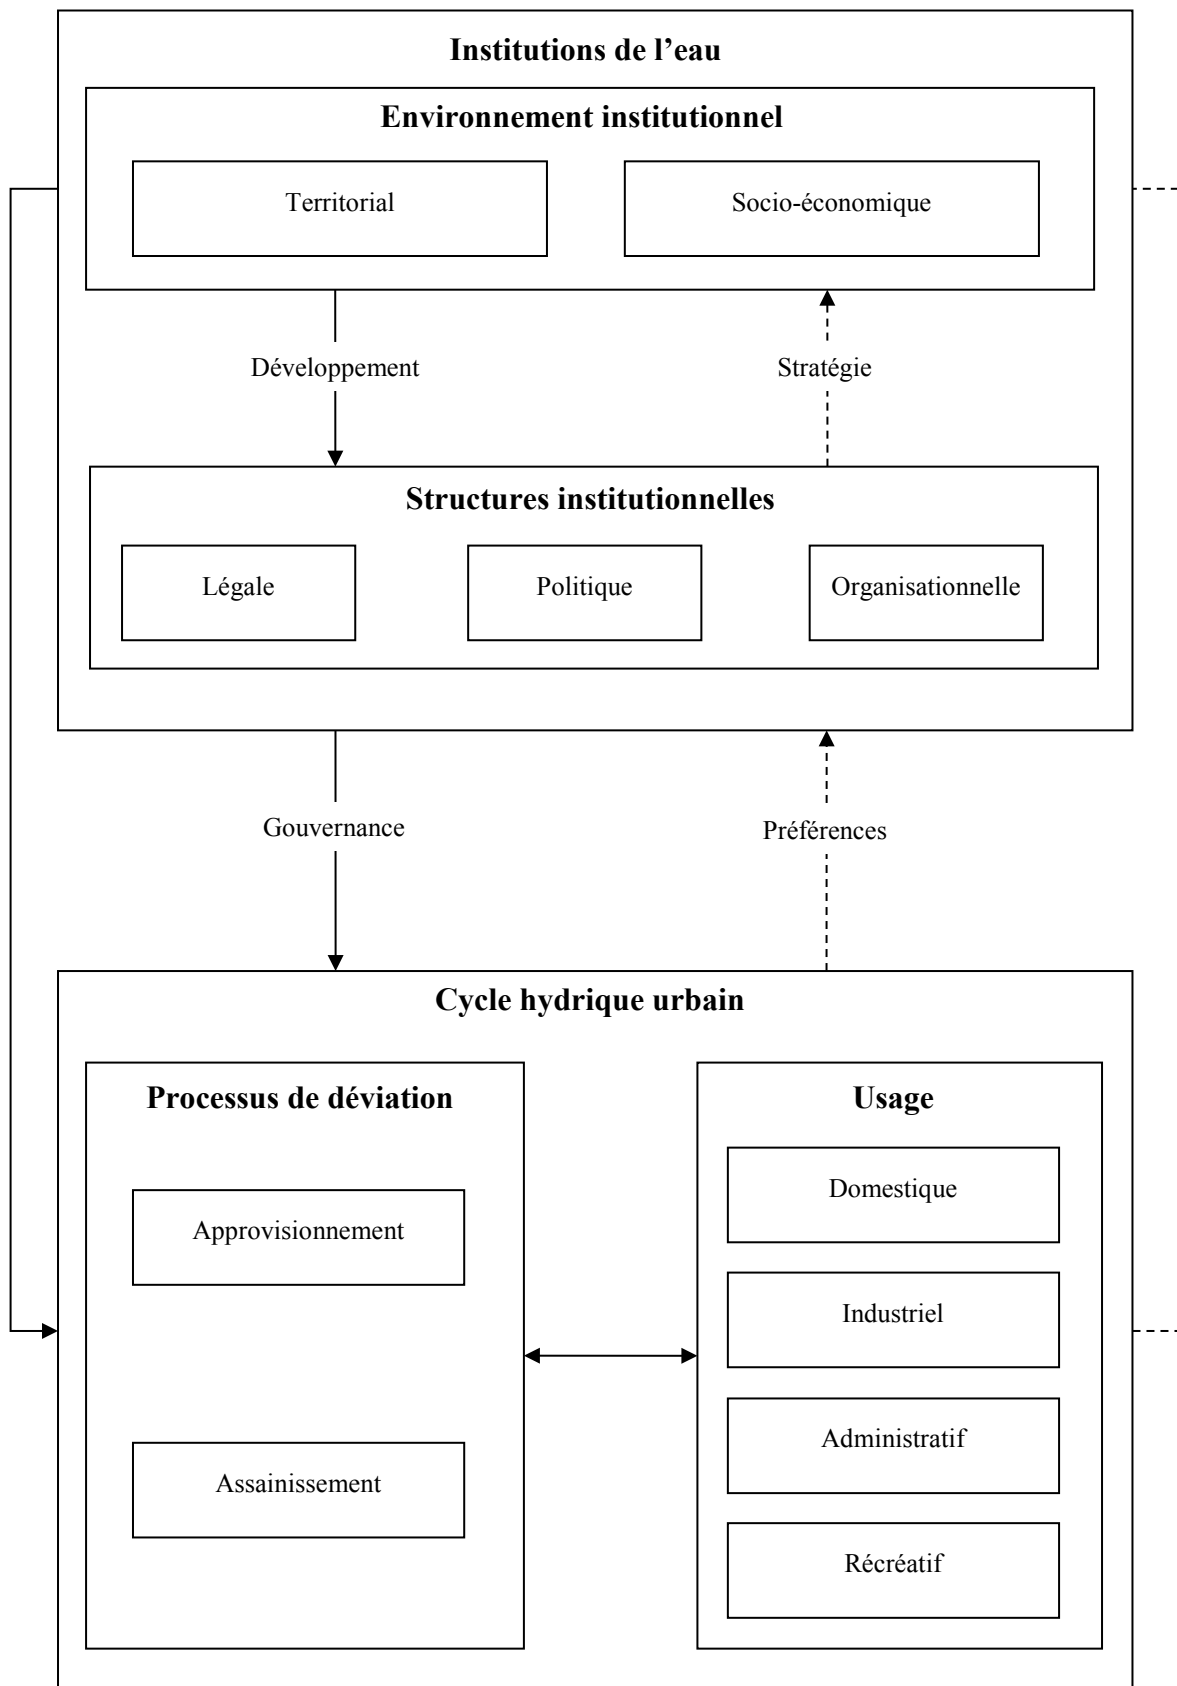 Institutions de l’eau
Environnement institutionnel
Territorial
Socio-économique
Développement
Stratégie
Structures institutionnelles
Légale
Politique
Organisationnelle
Gouvernance
Préférences
Cycle hydrique urbain
Processus de déviation
Approvisionnement
Assainissement
Usage
Domestique
Industriel
Administratif
Récréatif